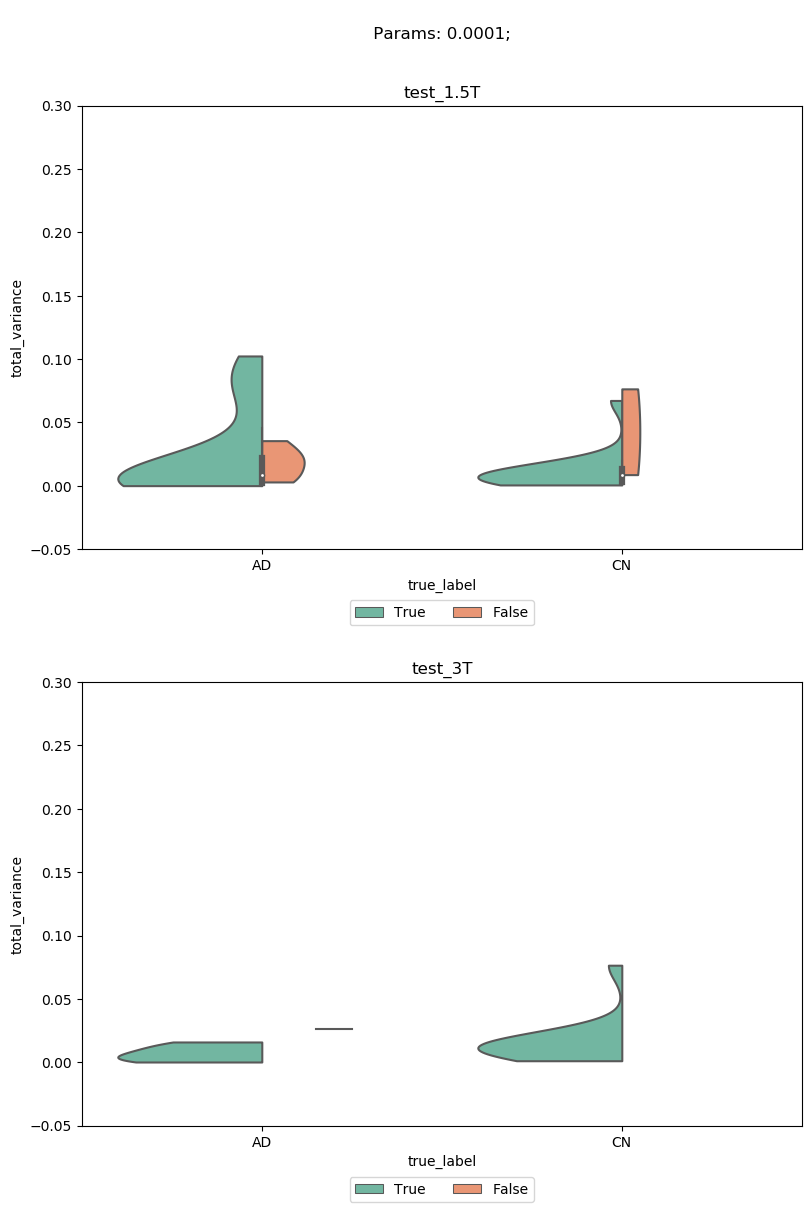 Params: 0.0001;
test_1.5T
0.30
0.25
0.20
0.15
0.10
0.05
0.00
−0.05
total_variance
AD CN
true_label
True False
test_3T
0.30
0.25
0.20
0.15
0.10
0.05
0.00
−0.05
total_variance
AD CN
true_label
True False